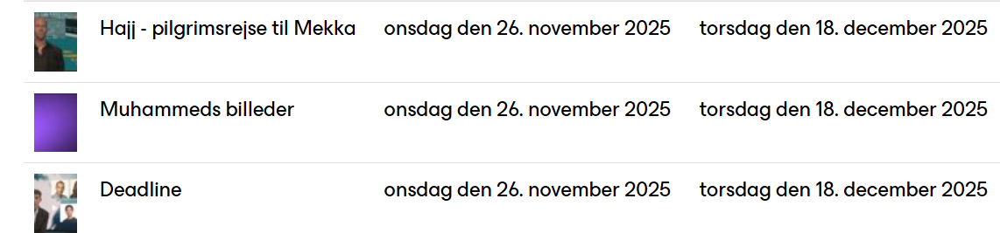 Hajj - pilgrimsrejse til Mekka onsdag den 26. november 2025 torsdag den 18. december 2025
Muhammeds billeder onsdag den 26. november 2025 torsdag den 18. december 2025
Deadline onsdag den 26. november 2025 torsdag den 18. december 2025